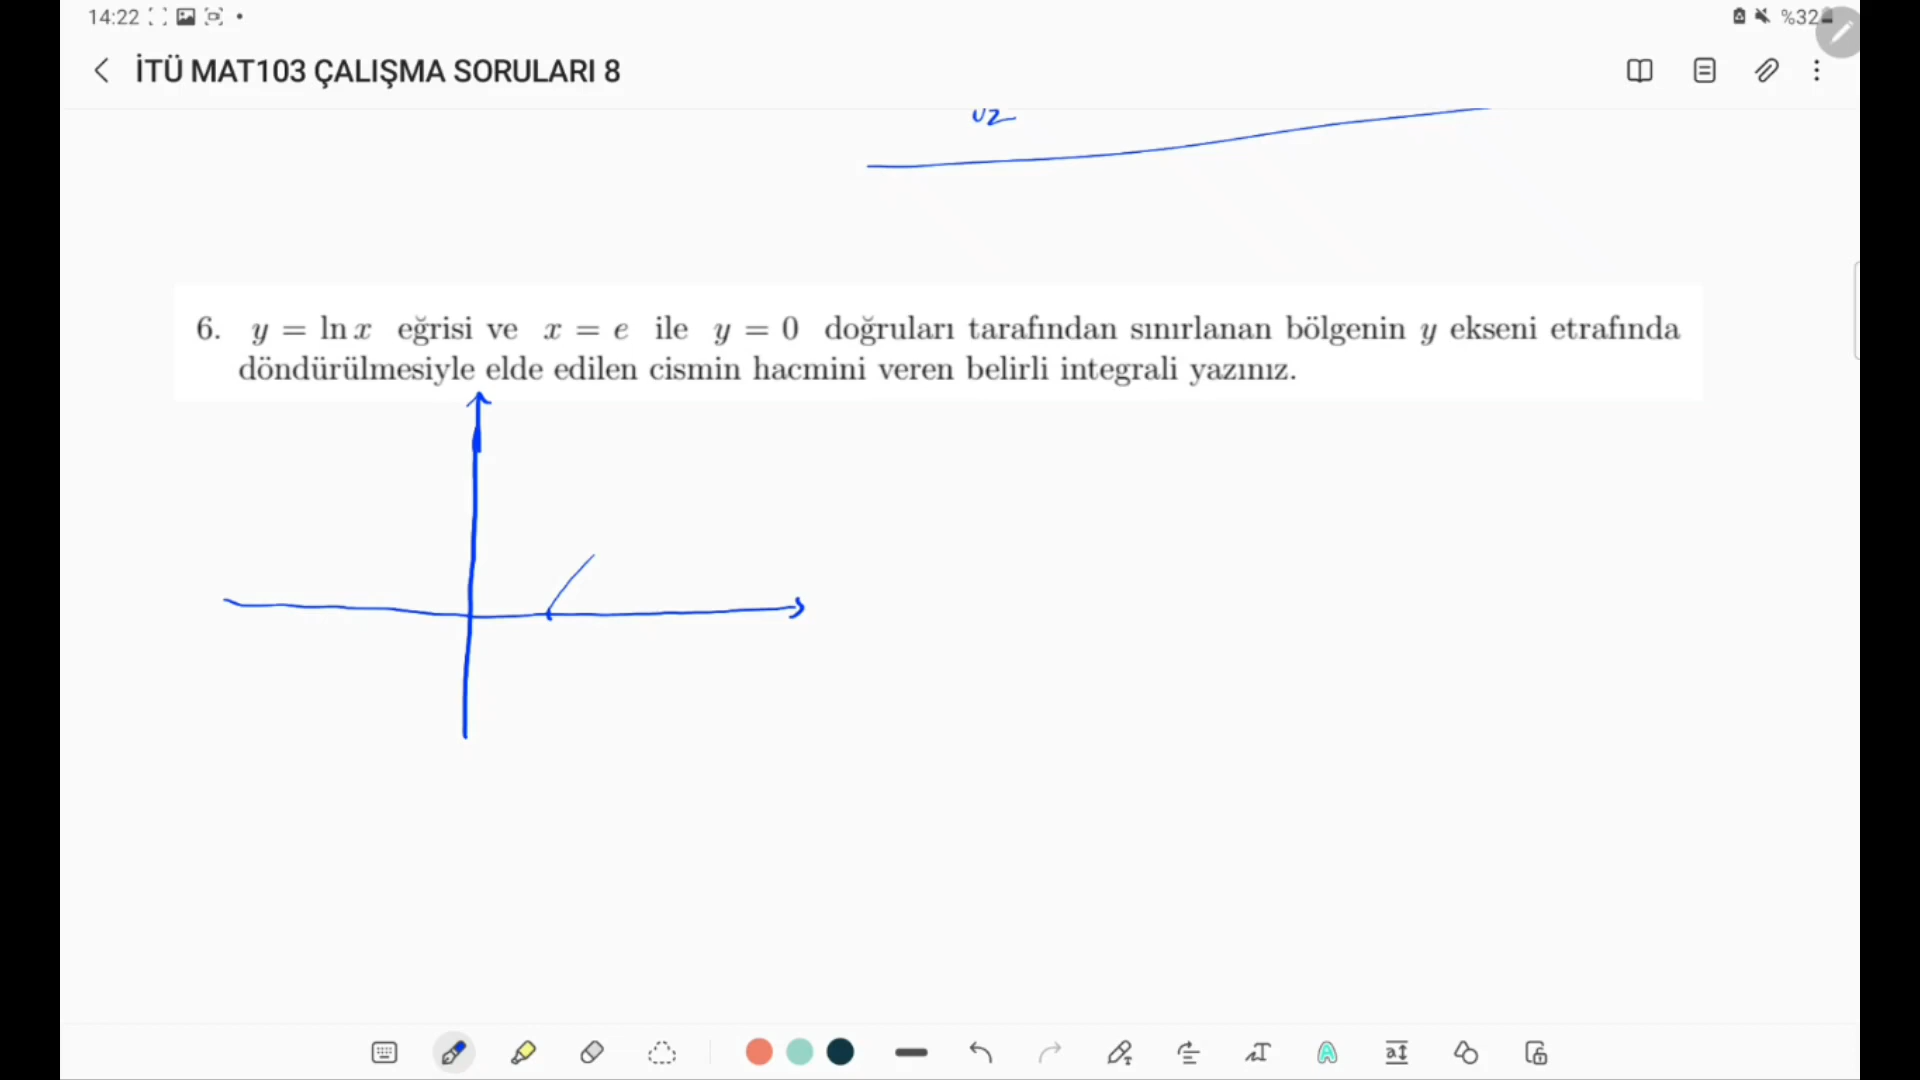 14:22
%32
İTÜ MAT103 ÇALIŞMA SORULARI 8
6. y = ln x eğrisi ve x = e ile y = 0 doğruları tarafından sınırlanan bölgenin y ekseni etrafında
döndürülmesiyle elde edilen cismin hacmini veren belirli integrali yazınız.